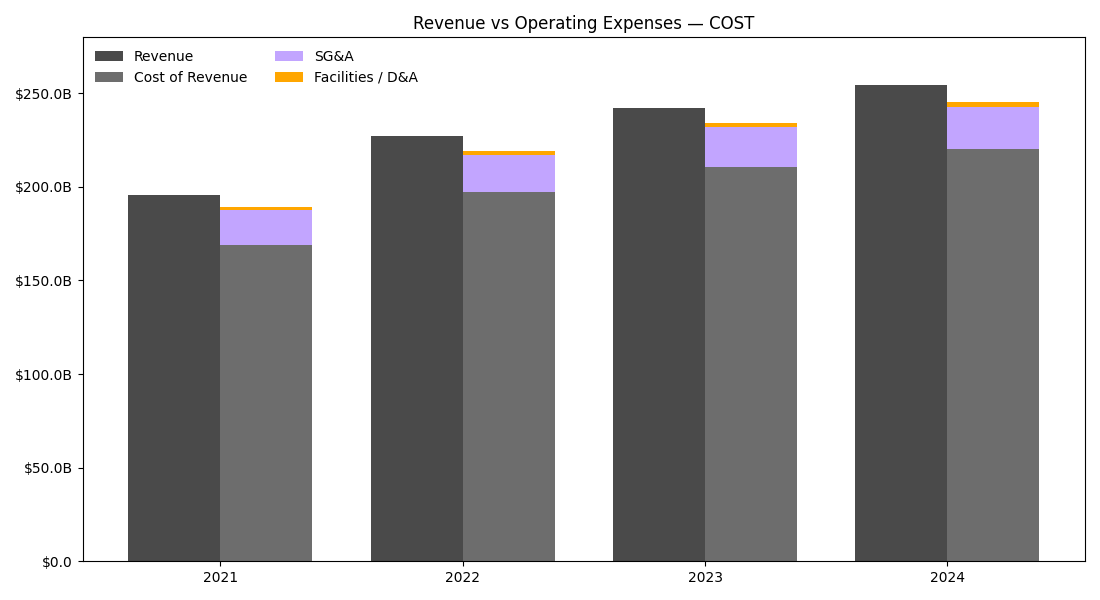 Revenue vs Operating Expenses — COST
Revenue
Cost of Revenue
SG&A
Facilities / D&A
$250.0B
$200.0B
$150.0B
$100.0B
$50.0B
$0.0
2021 2022 2023 2024